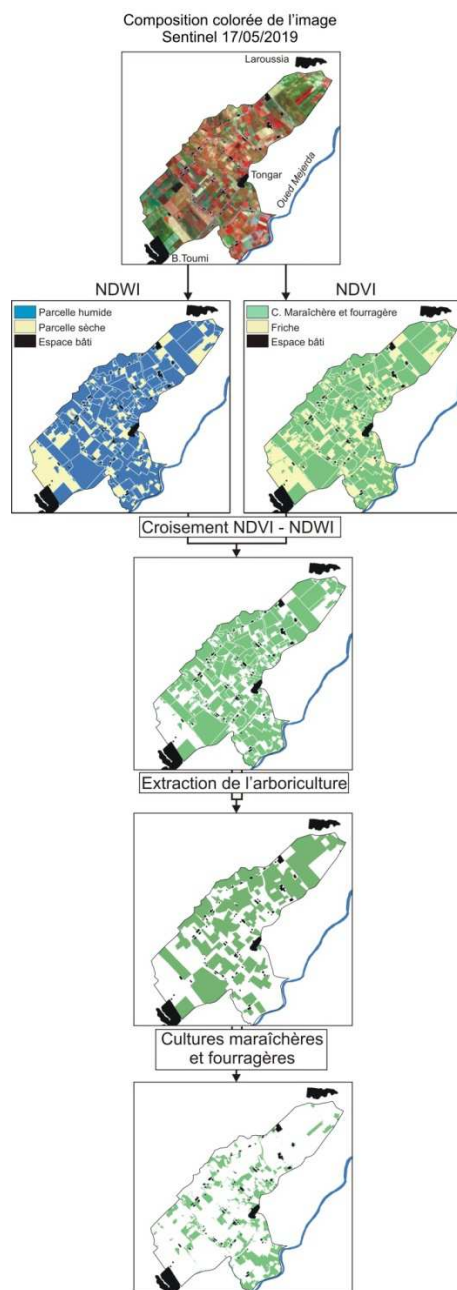 Composition colorée de l'image
Sentinel 17/05/2019
Laroussia
Tongar
Oued Mejerda
B.Toumi
NDWI
NDVI
Parcelle humide
Parcelle sèche
Espace bâti
C. Maraîchère et fourragère
Friche
Espace bâti
Croisement NDVI - NDWI
Extraction de l'arboriculture
Cultures maraîchères
et fourragères